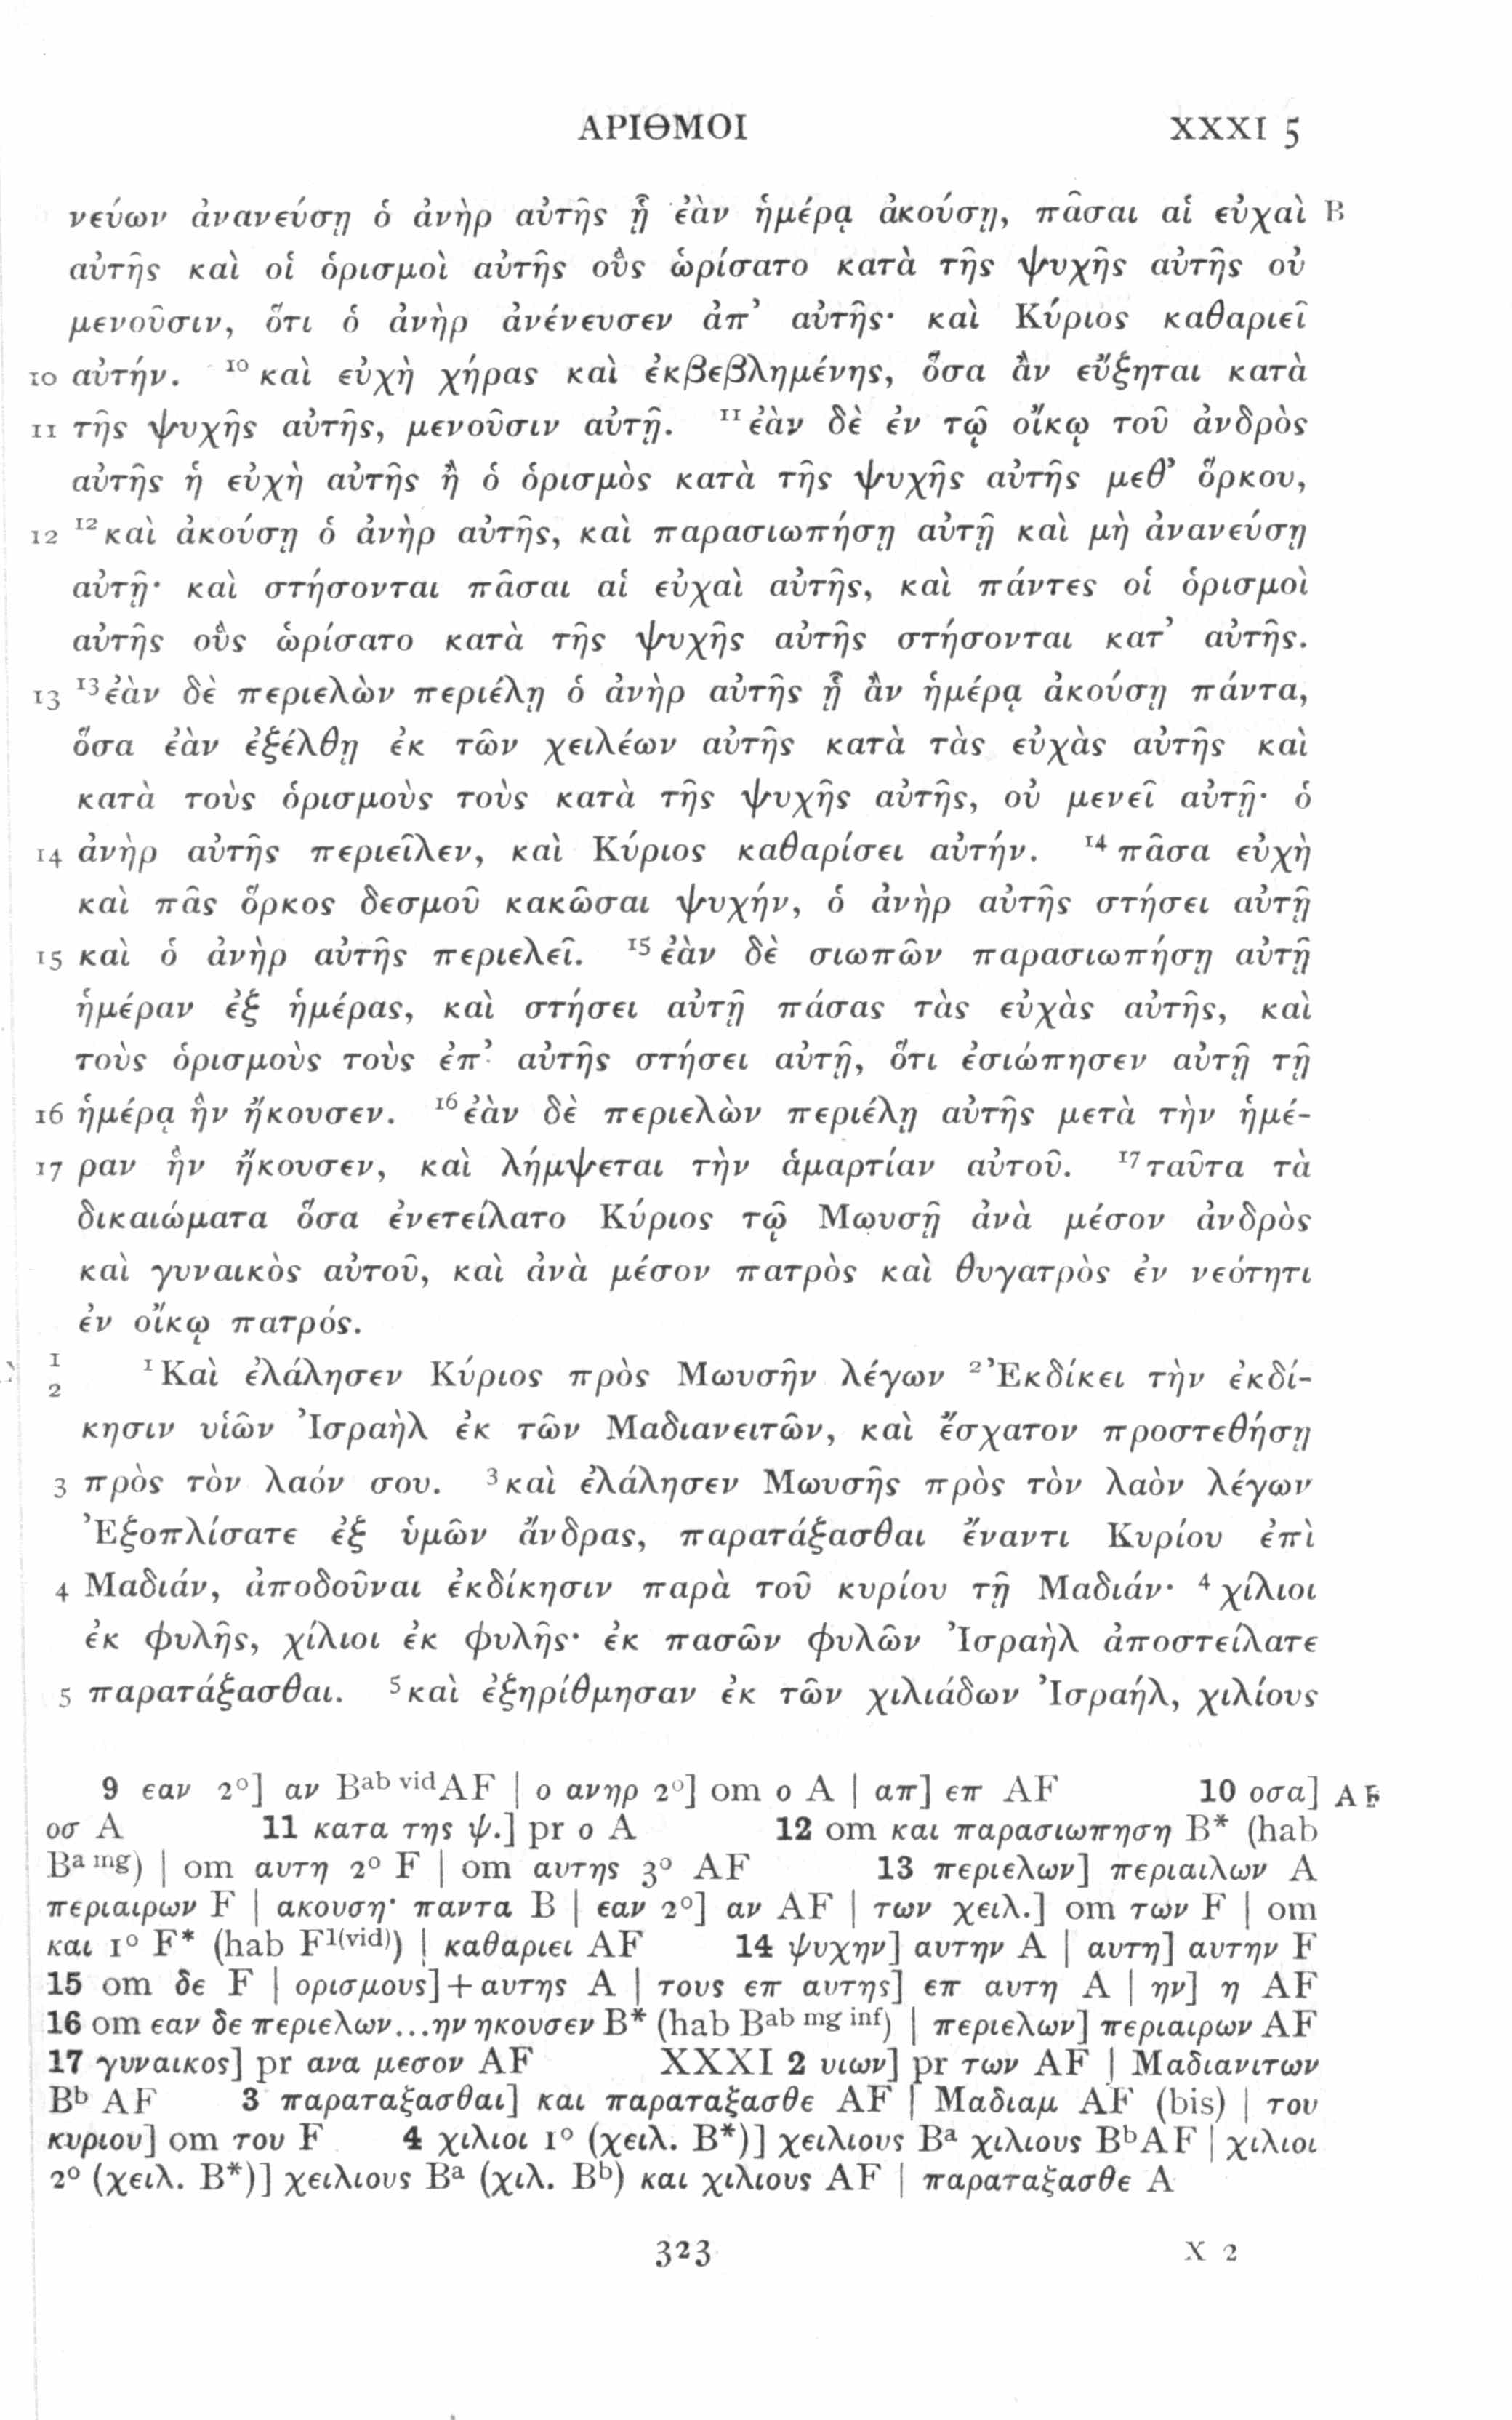 ΑΡΙΘΜΟΙ XXXI 5
νεύων ἀνανεύσῃ ὁ ἀνὴρ αὐτῆς ᾗ ἐὰν ἡμέρᾳ ἀκούσῃ, πᾶσαι αἱ εὐχαὶ B
αὐτῆς καὶ οἱ ὁρισμοὶ αὐτῆς οὓς ὡρίσατο κατὰ τῆς ψυχῆς αὐτῆς οὐ
μενοῦσιν, ὅτι ὁ ἀνὴρ ἀνένευσεν ἀπ’ αὐτῆς· καὶ Κύριος καθαριεῖ
10 αὐτήν. ¹⁰καὶ εὐχὴ χήρας καὶ ἐκβεβλημένης, ὅσα ἂν εὔξηται κατὰ
11 τῆς ψυχῆς αὐτῆς, μενοῦσιν αὐτῇ. ¹¹ἐὰν δὲ ἐν τῷ οἴκῳ τοῦ ἀνδρὸς
αὐτῆς ἡ εὐχὴ αὐτῆς ἢ ὁ ὁρισμὸς κατὰ τῆς ψυχῆς αὐτῆς μεθ’ ὅρκου,
12 ¹²καὶ ἀκούσῃ ὁ ἀνὴρ αὐτῆς, καὶ παρασιωπήσῃ αὐτῇ καὶ μὴ ἀνανεύσῃ
αὐτῇ· καὶ στήσονται πᾶσαι αἱ εὐχαὶ αὐτῆς, καὶ πάντες οἱ ὁρισμοὶ
αὐτῆς οὓς ὡρίσατο κατὰ τῆς ψυχῆς αὐτῆς στήσονται κατ’ αὐτῆς.
13 ¹³ἐὰν δὲ περιελὼν περιέλῃ ὁ ἀνὴρ αὐτῆς ᾗ ἂν ἡμέρᾳ ἀκούσῃ πάντα,
ὅσα ἐὰν ἐξέλθῃ ἐκ τῶν χειλέων αὐτῆς κατὰ τὰς εὐχὰς αὐτῆς καὶ
κατὰ τοὺς ὁρισμοὺς τοὺς κατὰ τῆς ψυχῆς αὐτῆς, οὐ μενεῖ αὐτῇ· ὁ
14 ἀνὴρ αὐτῆς περιεῖλεν, καὶ Κύριος καθαρίσει αὐτήν. ¹⁴πᾶσα εὐχὴ
καὶ πᾶς ὅρκος δεσμοῦ κακῶσαι ψυχήν, ὁ ἀνὴρ αὐτῆς στήσει αὐτῇ
15 καὶ ὁ ἀνὴρ αὐτῆς περιελεῖ. ¹⁵ἐὰν δὲ σιωπῶν παρασιωπήσῃ αὐτῇ
ἡμέραν ἐξ ἡμέρας, καὶ στήσει αὐτῇ πάσας τὰς εὐχὰς αὐτῆς, καὶ
τοὺς ὁρισμοὺς τοὺς ἐπ’ αὐτῆς στήσει αὐτῇ, ὅτι ἐσιώπησεν αὐτῇ τῇ
16 ἡμέρᾳ ἣν ἤκουσεν. ¹⁶ἐὰν δὲ περιελὼν περιέλῃ αὐτῆς μετὰ τὴν ἡμέ-
17 ραν ἣν ἤκουσεν, καὶ λήμψεται τὴν ἁμαρτίαν αὐτοῦ. ¹⁷ταῦτα τὰ
δικαιώματα ὅσα ἐνετείλατο Κύριος τῷ Μωυσῇ ἀνὰ μέσον ἀνδρὸς
καὶ γυναικὸς αὐτοῦ, καὶ ἀνὰ μέσον πατρὸς καὶ θυγατρὸς ἐν νεότητι
ἐν οἴκῳ πατρός.
1 ¹Καὶ ἐλάλησεν Κύριος πρὸς Μωυσῆν λέγων ²Ἐκδίκει τὴν ἐκδί-
2 κησιν υἱῶν Ἰσραὴλ ἐκ τῶν Μαδιανειτῶν, καὶ ἔσχατον προστεθήσῃ
3 πρὸς τὸν λαόν σου. ³καὶ ἐλάλησεν Μωυσῆς πρὸς τὸν λαὸν λέγων
Ἐξοπλίσατε ἐξ ὑμῶν ἄνδρας, παρατάξασθαι ἔναντι Κυρίου ἐπὶ
4 Μαδιάν, ἀποδοῦναι ἐκδίκησιν παρὰ τοῦ κυρίου τῇ Μαδιάν· ⁴χίλιοι
ἐκ φυλῆς, χίλιοι ἐκ φυλῆς· ἐκ πασῶν φυλῶν Ἰσραὴλ ἀποστείλατε
5 παρατάξασθαι. ⁵καὶ ἐξηρίθμησαν ἐκ τῶν χιλιάδων Ἰσραήλ, χιλίους
9 εαν 2°] αν Bᵃᵇ ᵛⁱᵈAF | ο ανηρ 2°] om ο A | απ] επ AF 10 οσα] AF
οσ A 11 κατα της ψ.] pr ο A 12 om και παρασιωπηση B* (hab
Bᵃ ᵐᵍ) | om αυτη 2° F | om αυτης 3° AF 13 περιελων] περιαιλων A
περιαιρων F | ακουση· παντα B | εαν 2°] αν AF | των χειλ.] om των F | om
και 1° F* (hab F¹⁽ᵛⁱᵈ⁾) | καθαριει AF 14 ψυχην] αυτην A | αυτη] αυτην F
15 om δε F | ορισμους]+αυτης A | τους επ αυτης] επ αυτη A | ην] η AF
16 om εαν δε περιελων...ην ηκουσεν B* (hab Bᵃᵇ ᵐᵍ ⁱⁿᶠ) | περιελων] περιαιρων AF
17 γυναικος] pr ανα μεσον AF XXXI 2 υιων] pr των AF | Μαδιανιτων
Bᵇ AF 3 παραταξασθαι] και παραταξασθε AF | Μαδιαμ AF (bis) | του
κυριου] om του F 4 χιλιοι 1° (χειλ. B*)] χειλιους Bᵃ χιλιους BᵇAF | χιλιοι
2° (χειλ. B*)] χειλιους Bᵃ (χιλ. Bᵇ) και χιλιους AF | παραταξασθε A
323 X 2